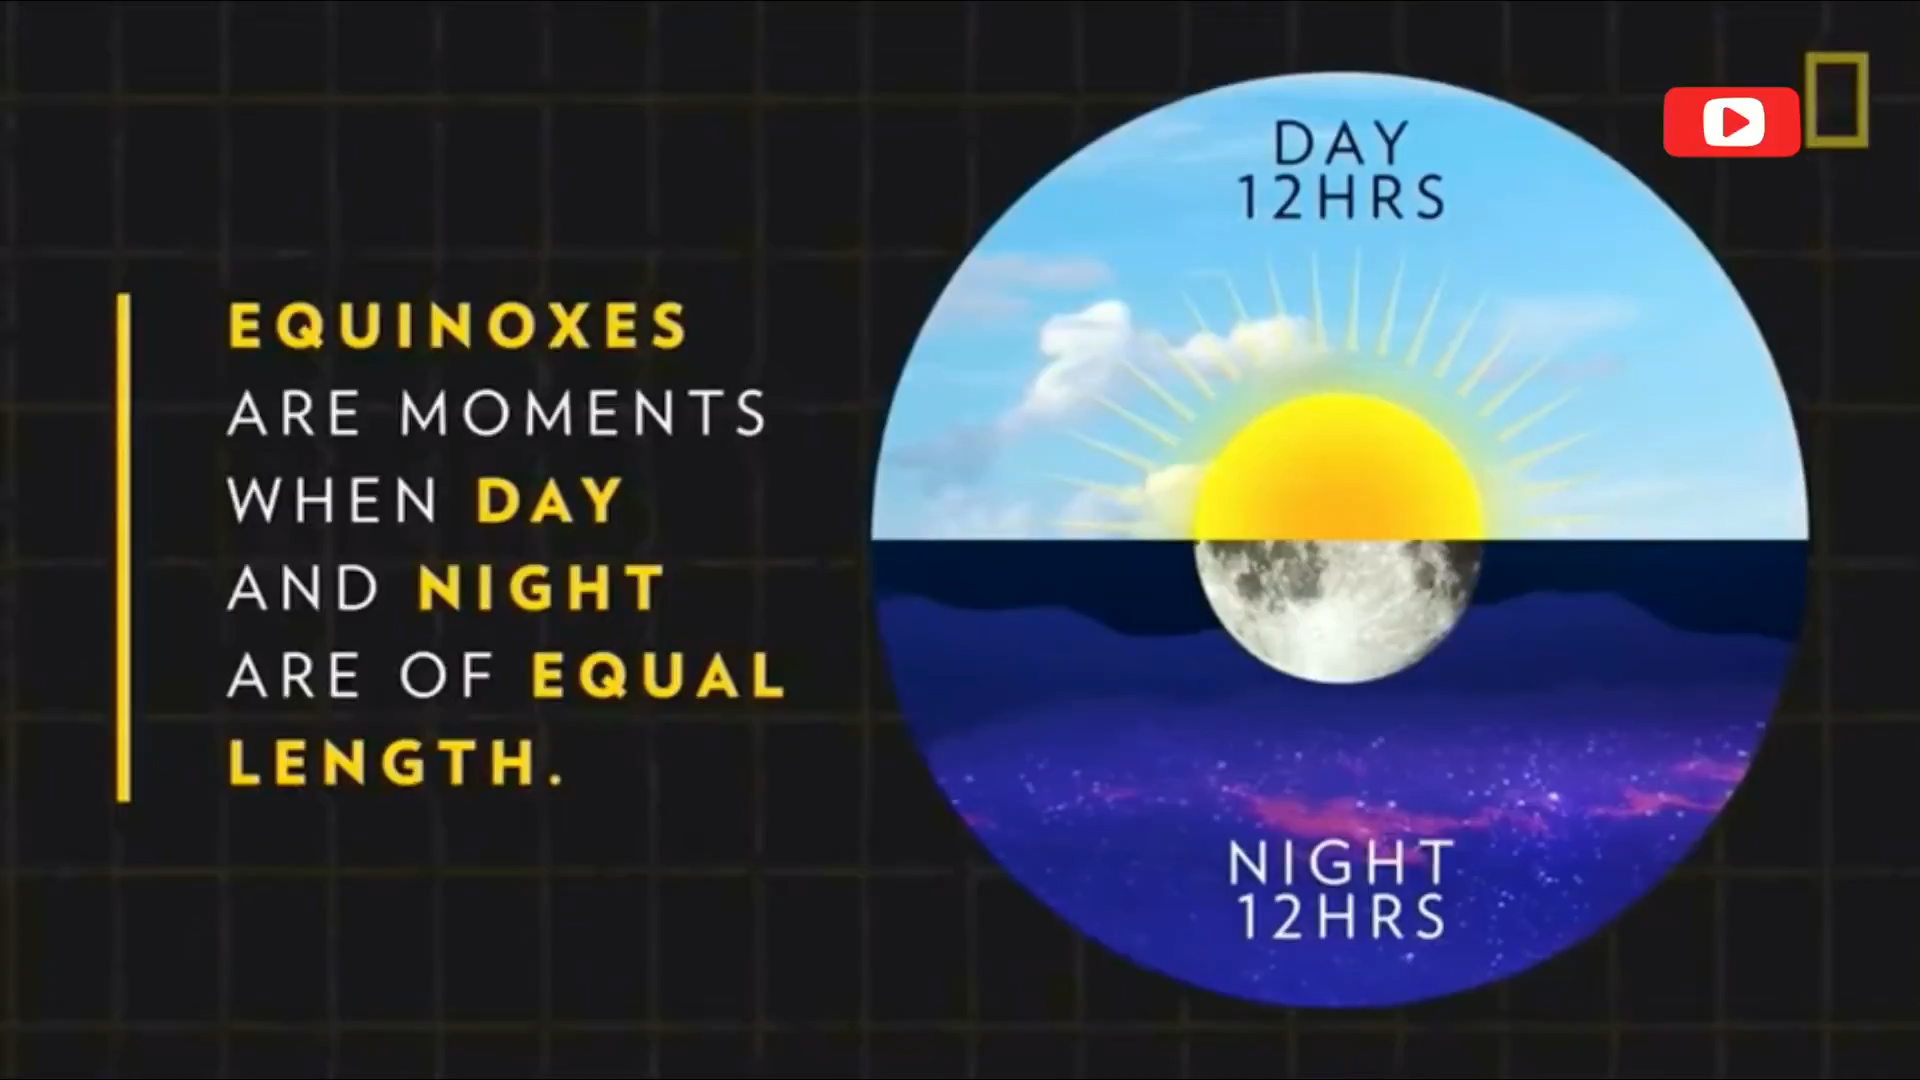 EQUINOXES
ARE MOMENTS
WHEN DAY
AND NIGHT
ARE OF EQUAL
LENGTH.
DAY
12HRS
NIGHT
12HRS